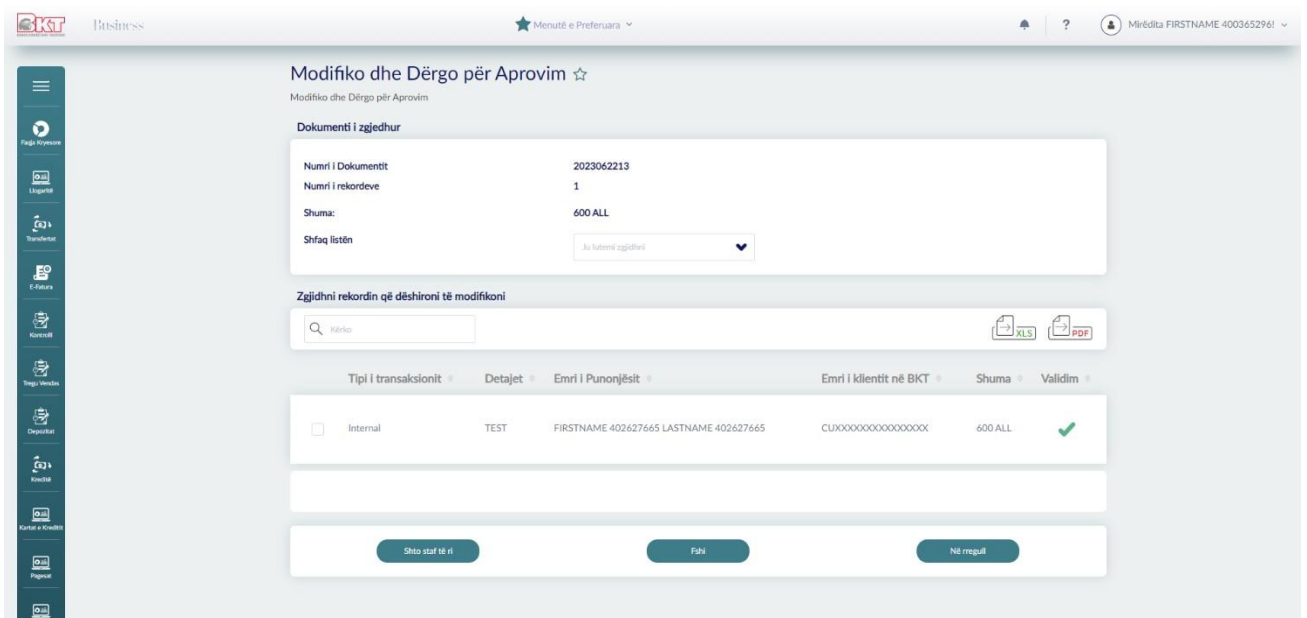 BKT Business
Menutë e Preferuara
?
Mirëdita FIRSTNAME 400365296!
Modifiko dhe Dërgo për Aprovim
Modifiko dhe Dërgo për Aprovim
Dokumenti i zgjedhur
Numri i Dokumentit 2023062213
Numri i rekordeve 1
Shuma: 600 ALL
Shfaq listën Ju lutemi zgjidhni
Zgjidhni rekordin që dëshironi të modifikoni
Kërko
XLS PDF
Tipi i transaksionit Detajet Emri i Punonjësit Emri i klientit në BKT Shuma Validim
Internal TEST FIRSTNAME 402627665 LASTNAME 402627665 CUXXXXXXXXXXXXXXX 600 ALL
Shto staf të ri Fshi Në rregull
Faqja Kryesore
Llogaritë
Transfertat
E-Fatura
Kontrolli
Tregu Vendas
Depozitat
Kreditë
Kartat e Kreditit
Pagesat